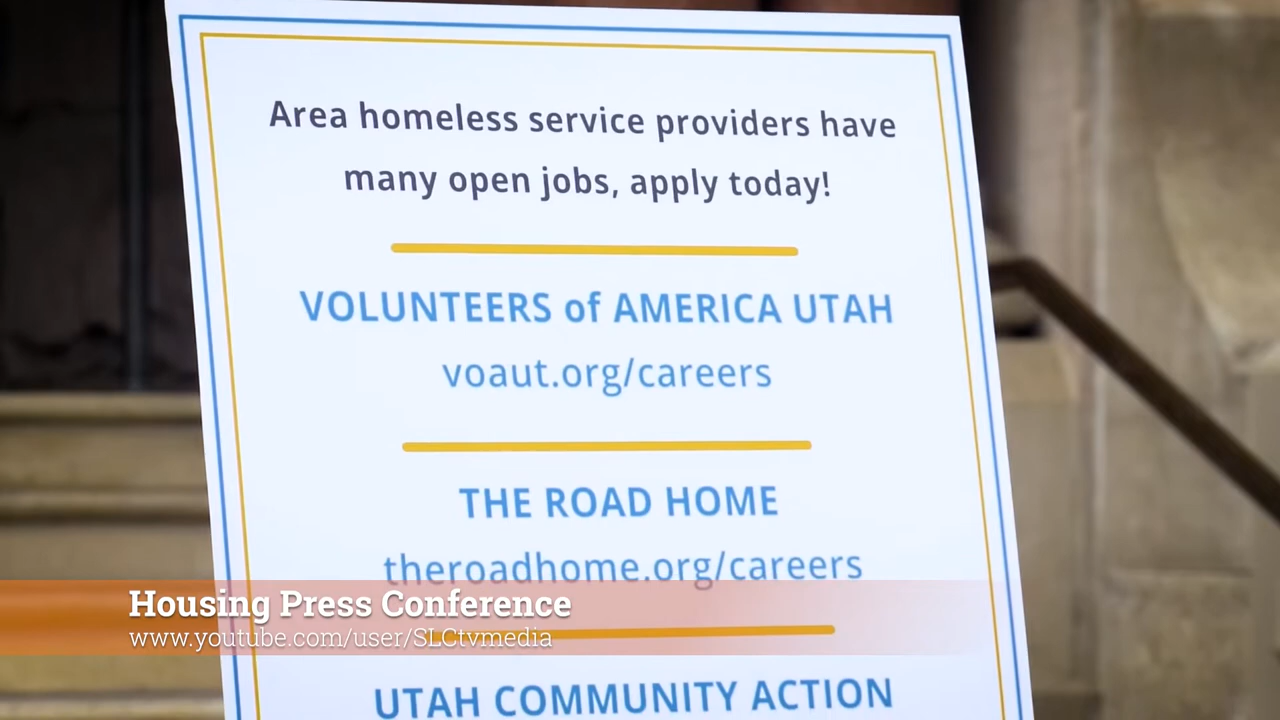 Area homeless service providers have
many open jobs, apply today!
VOLUNTEERS of AMERICA UTAH
voaut.org/careers
THE ROAD HOME
theroadhome.org/careers
Housing Press Conference
www.youtube.com/user/SLCtvmedia
UTAH COMMUNITY ACTION